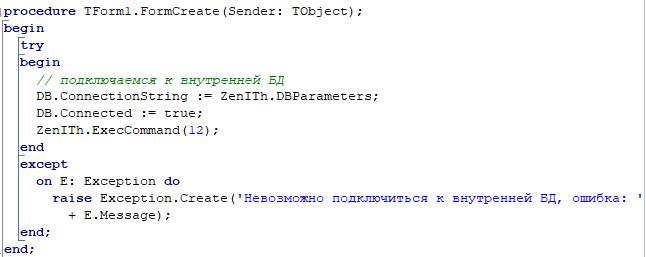 procedure TForm1.FormCreate(Sender: TObject);
begin
  try
  begin
    // подключаемся к внутренней БД
    DB.ConnectionString := ZenITh.DBParameters;
    DB.Connected := true;
    ZenITh.ExecCommand(12);
  end
  except
    on E: Exception do
      raise Exception.Create('Невозможно подключиться к внутренней БД, ошибка: '
        + E.Message);
  end;
end;